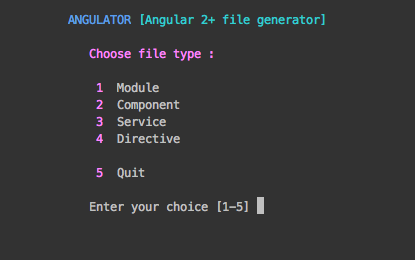 ANGULATOR [Angular 2+ file generator]
Choose file type :
1 Module
2 Component
3 Service
4 Directive
5 Quit
Enter your choice [1-5]